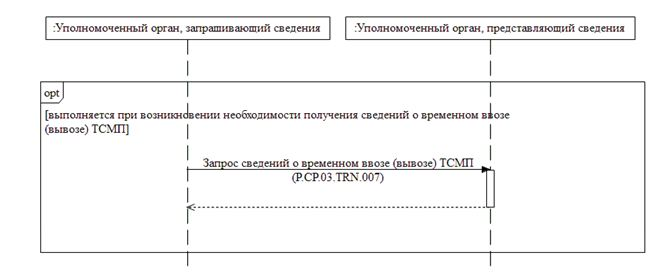 :Уполномоченный орган, запрашивающий сведения
:Уполномоченный орган, представляющий сведения
opt
[выполняется при возникновении необходимости получения сведений о временном ввозе
(вывозе) ТСМП]
Запрос сведений о временном ввозе (вывозе) ТСМП
(P.CP.03.TRN.007)